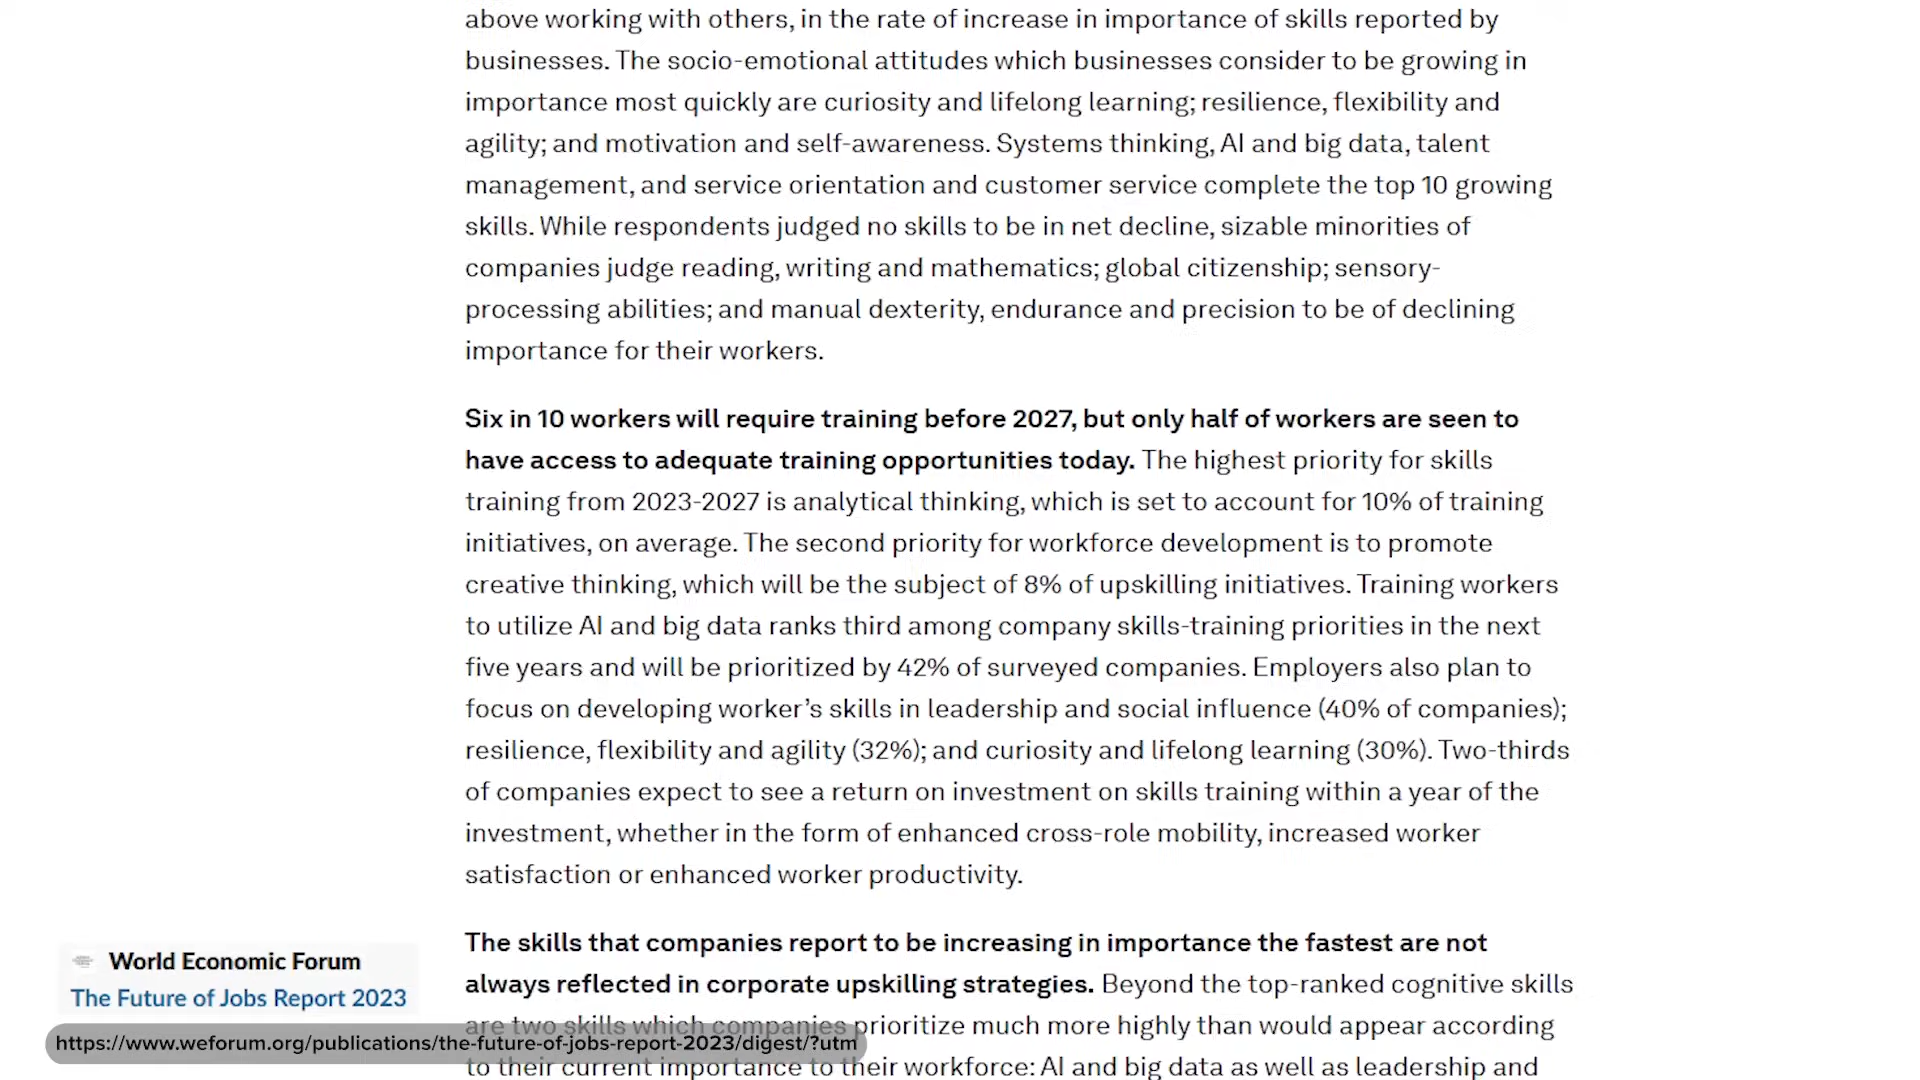 above working with others, in the rate of increase in importance of skills reported by
businesses. The socio-emotional attitudes which businesses consider to be growing in
importance most quickly are curiosity and lifelong learning; resilience, flexibility and
agility; and motivation and self-awareness. Systems thinking, AI and big data, talent
management, and service orientation and customer service complete the top 10 growing
skills. While respondents judged no skills to be in net decline, sizable minorities of
companies judge reading, writing and mathematics; global citizenship; sensory-
processing abilities; and manual dexterity, endurance and precision to be of declining
importance for their workers.
Six in 10 workers will require training before 2027, but only half of workers are seen to
have access to adequate training opportunities today. The highest priority for skills
training from 2023-2027 is analytical thinking, which is set to account for 10% of training
initiatives, on average. The second priority for workforce development is to promote
creative thinking, which will be the subject of 8% of upskilling initiatives. Training workers
to utilize AI and big data ranks third among company skills-training priorities in the next
five years and will be prioritized by 42% of surveyed companies. Employers also plan to
focus on developing worker’s skills in leadership and social influence (40% of companies);
resilience, flexibility and agility (32%); and curiosity and lifelong learning (30%). Two-thirds
of companies expect to see a return on investment on skills training within a year of the
investment, whether in the form of enhanced cross-role mobility, increased worker
satisfaction or enhanced worker productivity.
The skills that companies report to be increasing in importance the fastest are not
always reflected in corporate upskilling strategies. Beyond the top-ranked cognitive skills
are two skills which companies prioritize much more highly than would appear according
to their current importance to their workforce: AI and big data as well as leadership and
World Economic Forum
The Future of Jobs Report 2023
https://www.weforum.org/publications/the-future-of-jobs-report-2023/digest/?utm